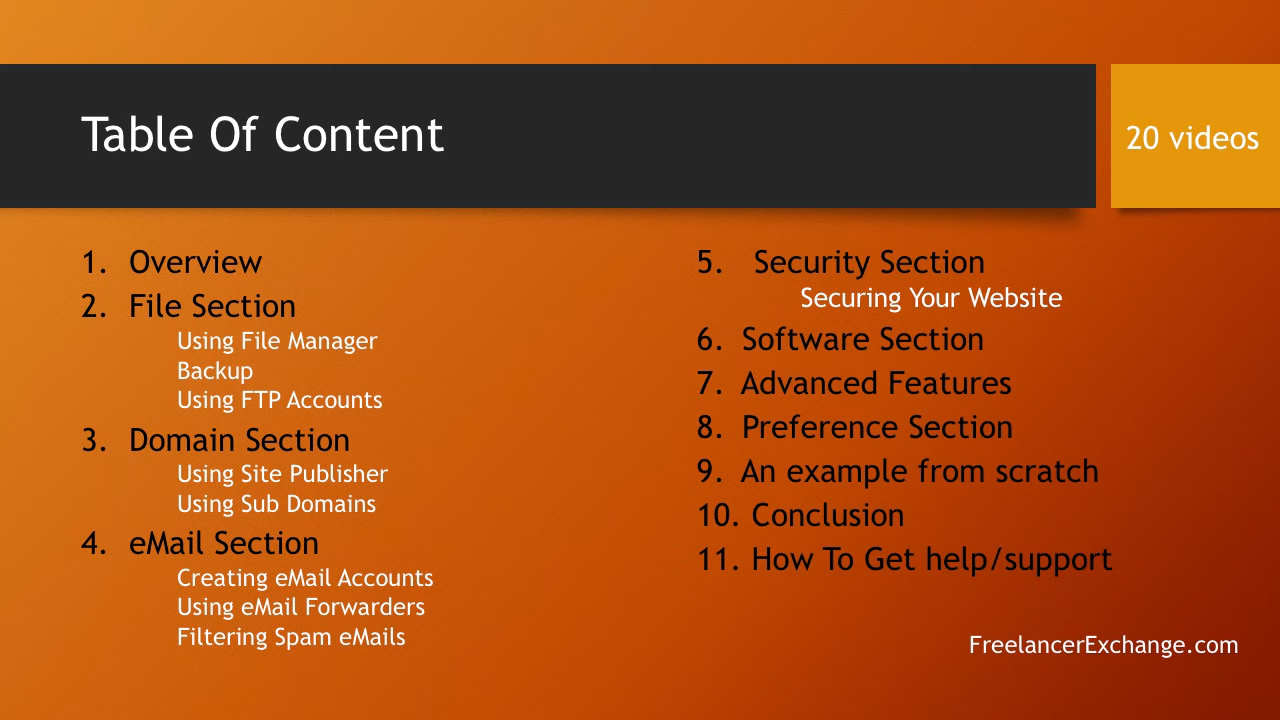 Table Of Content
20 videos
1. Overview
2. File Section
Using File Manager
Backup
Using FTP Accounts
3. Domain Section
Using Site Publisher
Using Sub Domains
4. eMail Section
Creating eMail Accounts
Using eMail Forwarders
Filtering Spam eMails
5. Security Section
Securing Your Website
6. Software Section
7. Advanced Features
8. Preference Section
9. An example from scratch
10. Conclusion
11. How To Get help/support
FreelancerExchange.com